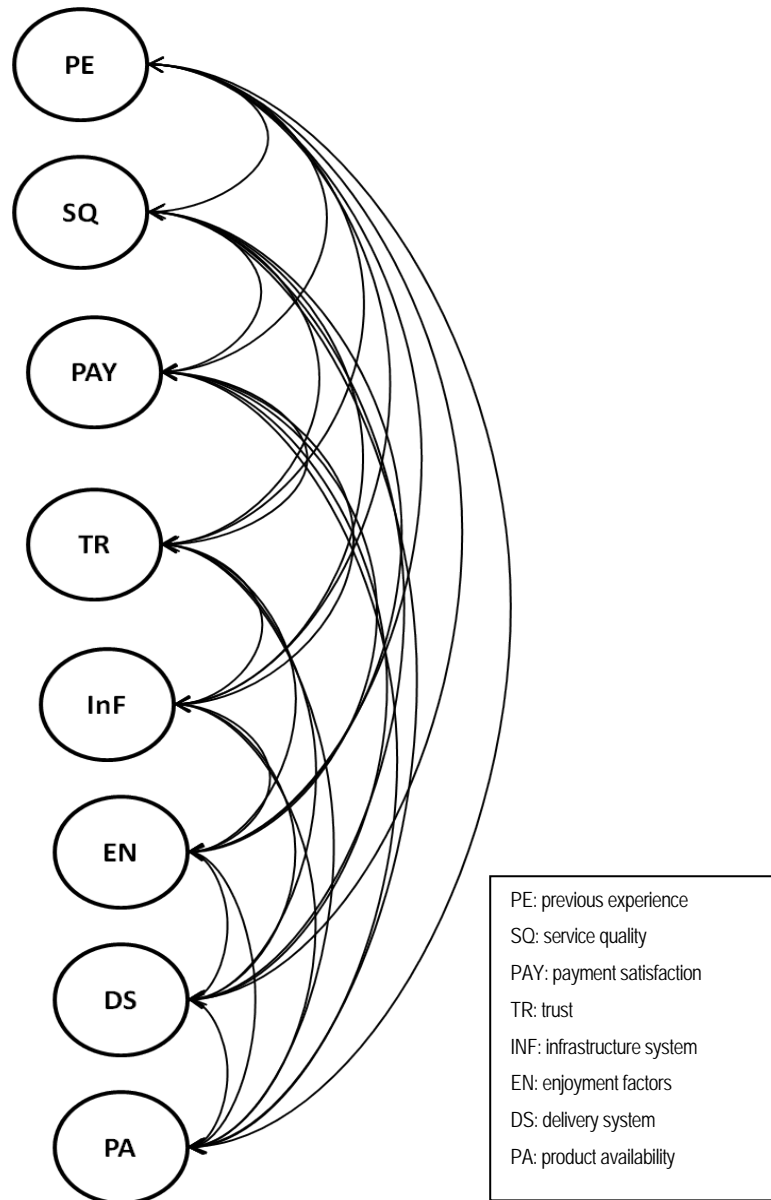 PE
SQ
PAY
TR
InF
EN
DS
PA
PE: previous experience
SQ: service quality
PAY: payment satisfaction
TR: trust
INF: infrastructure system
EN: enjoyment factors
DS: delivery system
PA: product availability